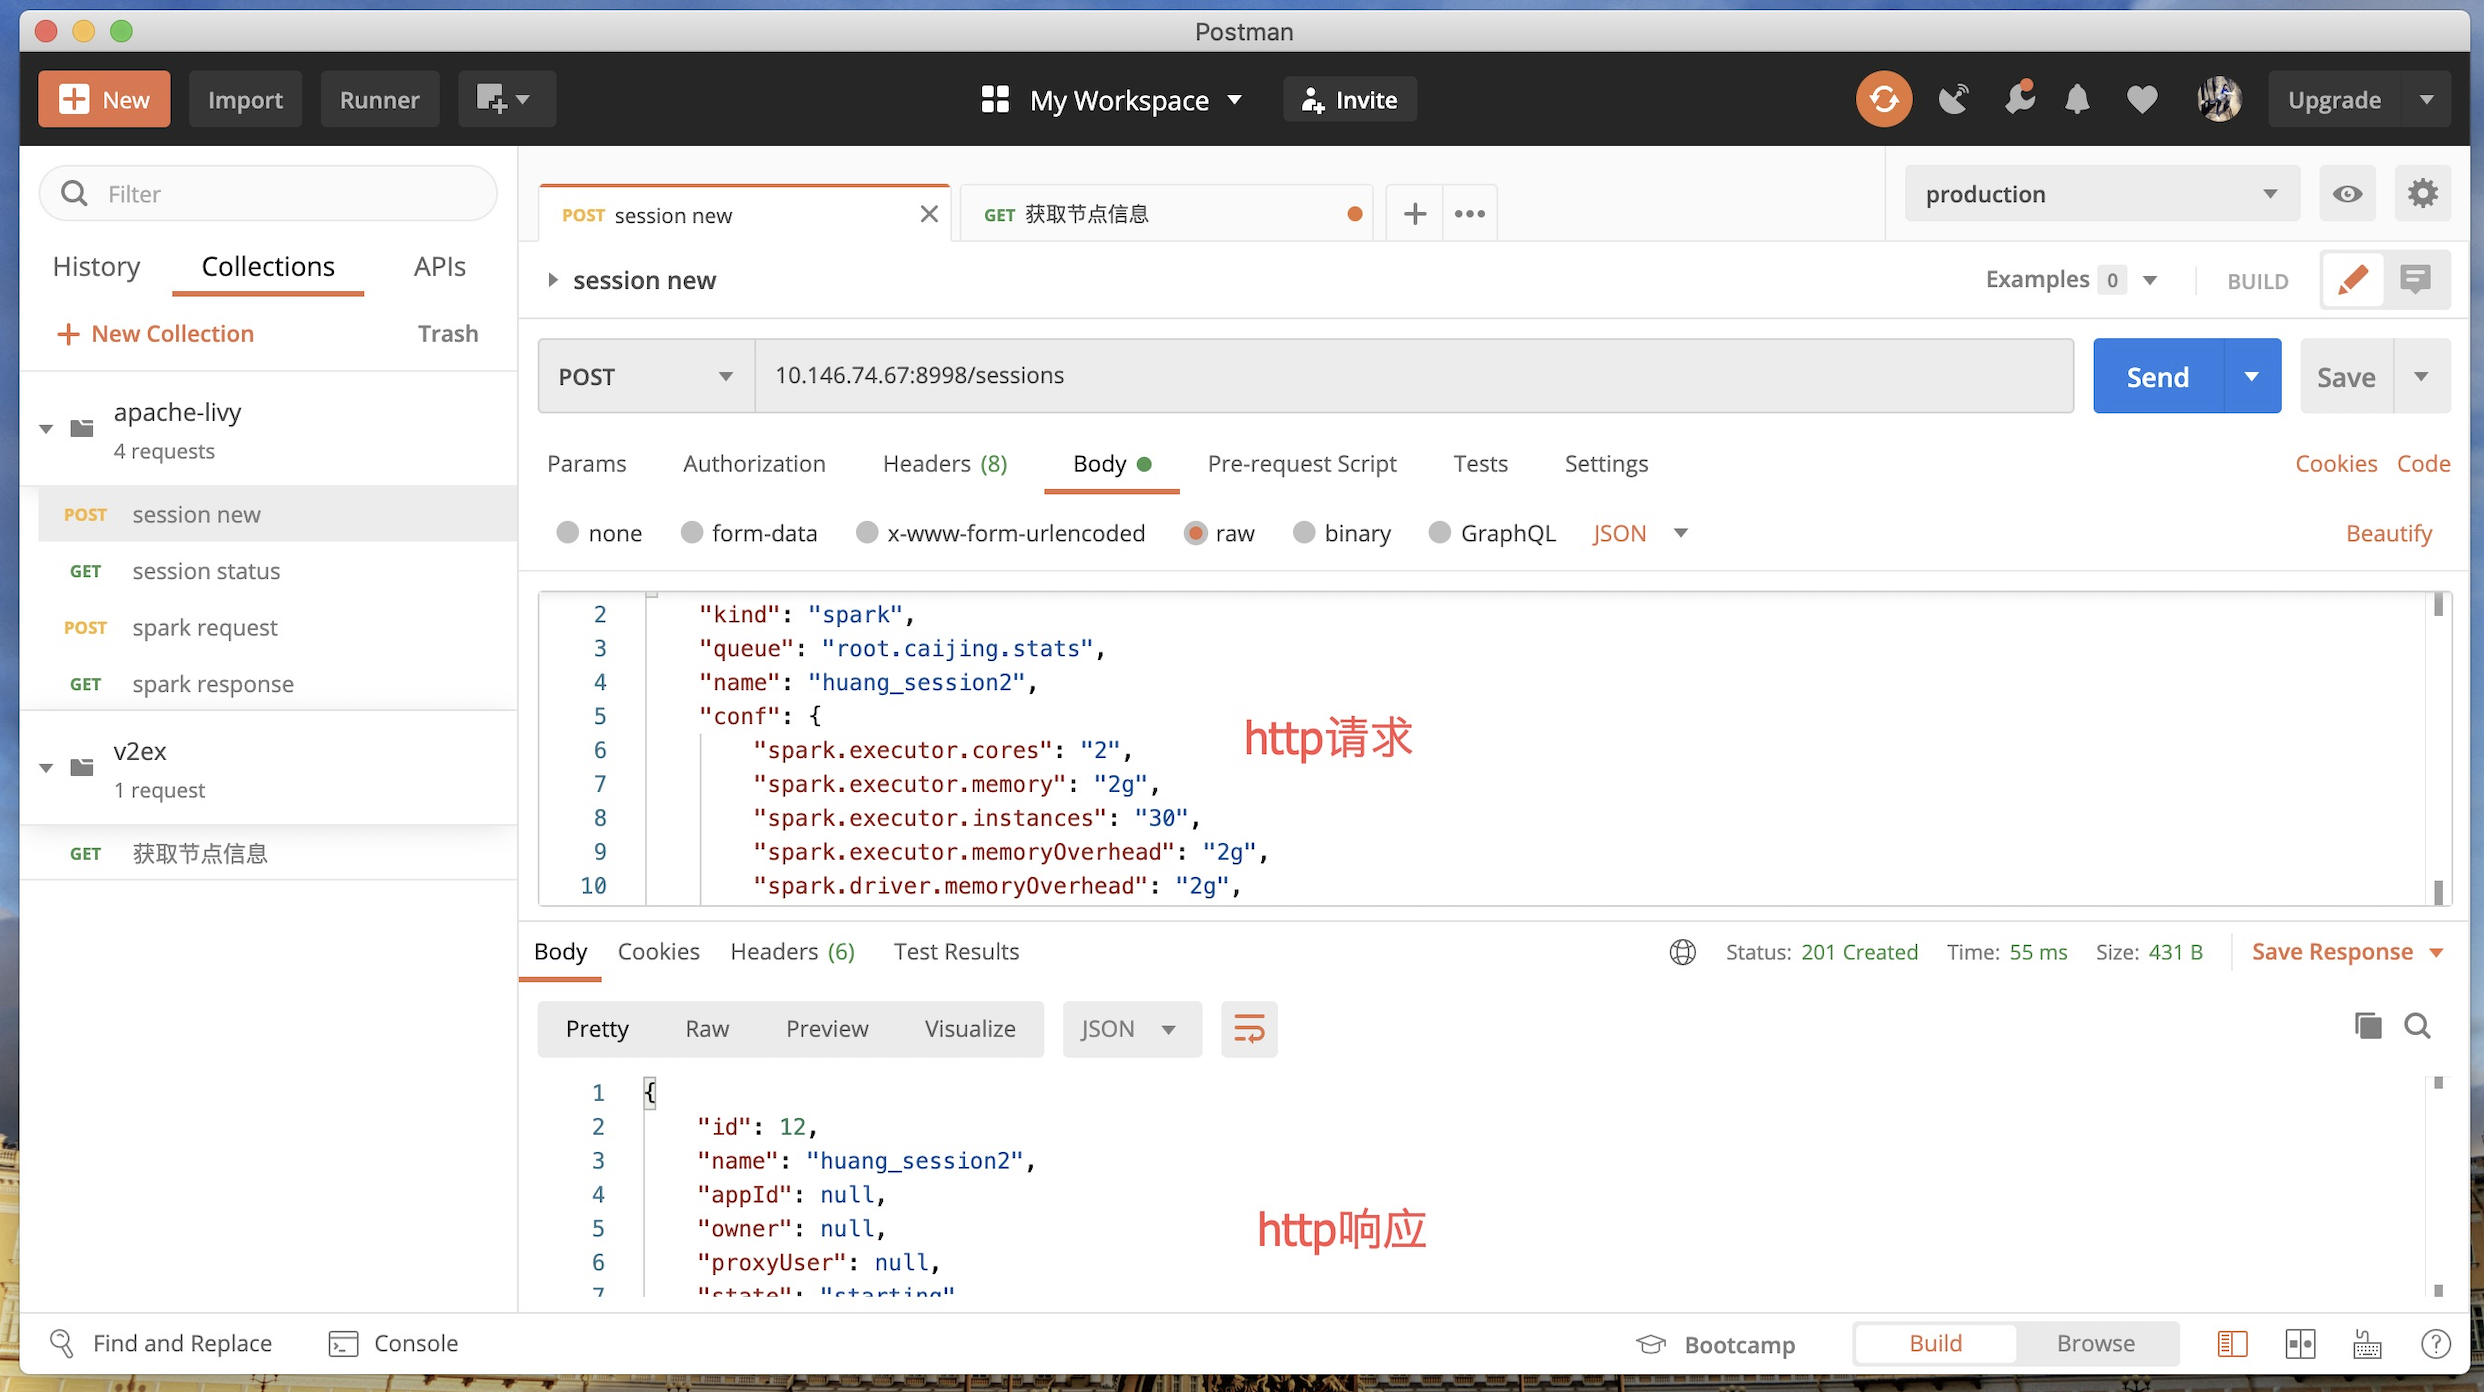 Postman
New Import Runner My Workspace Invite Upgrade
Filter
History Collections APIs
+ New Collection Trash
apache-livy
4 requests
POST session new
GET session status
POST spark request
GET spark response
v2ex
1 request
GET 获取节点信息
POST session new
GET 获取节点信息
production
session new
Examples 0 BUILD
POST 10.146.74.67:8998/sessions Send Save
Params Authorization Headers (8) Body Pre-request Script Tests Settings Cookies Code
none form-data x-www-form-urlencoded raw binary GraphQL JSON Beautify
2 "kind": "spark",
3 "queue": "root.caijing.stats",
4 "name": "huang_session2",
5 "conf": {
6 "spark.executor.cores": "2",
7 "spark.executor.memory": "2g",
8 "spark.executor.instances": "30",
9 "spark.executor.memoryOverhead": "2g",
10 "spark.driver.memoryOverhead": "2g",
http请求
Body Cookies Headers (6) Test Results Status: 201 Created Time: 55 ms Size: 431 B Save Response
Pretty Raw Preview Visualize JSON
1 {
2 "id": 12,
3 "name": "huang_session2",
4 "appId": null,
5 "owner": null,
6 "proxyUser": null,
7 "state": "starting"
http响应
Find and Replace Console Bootcamp Build Browse